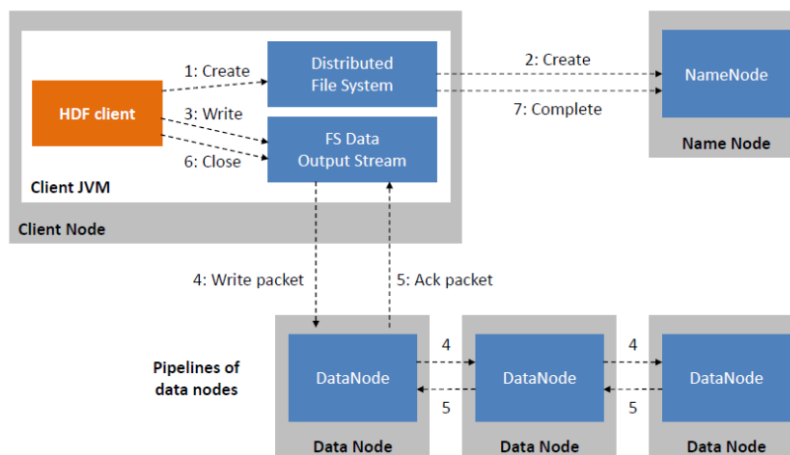 1: Create
Distributed
File System
2: Create
NameNode
HDF client
3: Write
7: Complete
FS Data
Output Stream
6: Close
Name Node
Client JVM
Client Node
4: Write packet
5: Ack packet
Pipelines of
data nodes
DataNode
4
5
DataNode
4
5
DataNode
Data Node
Data Node
Data Node